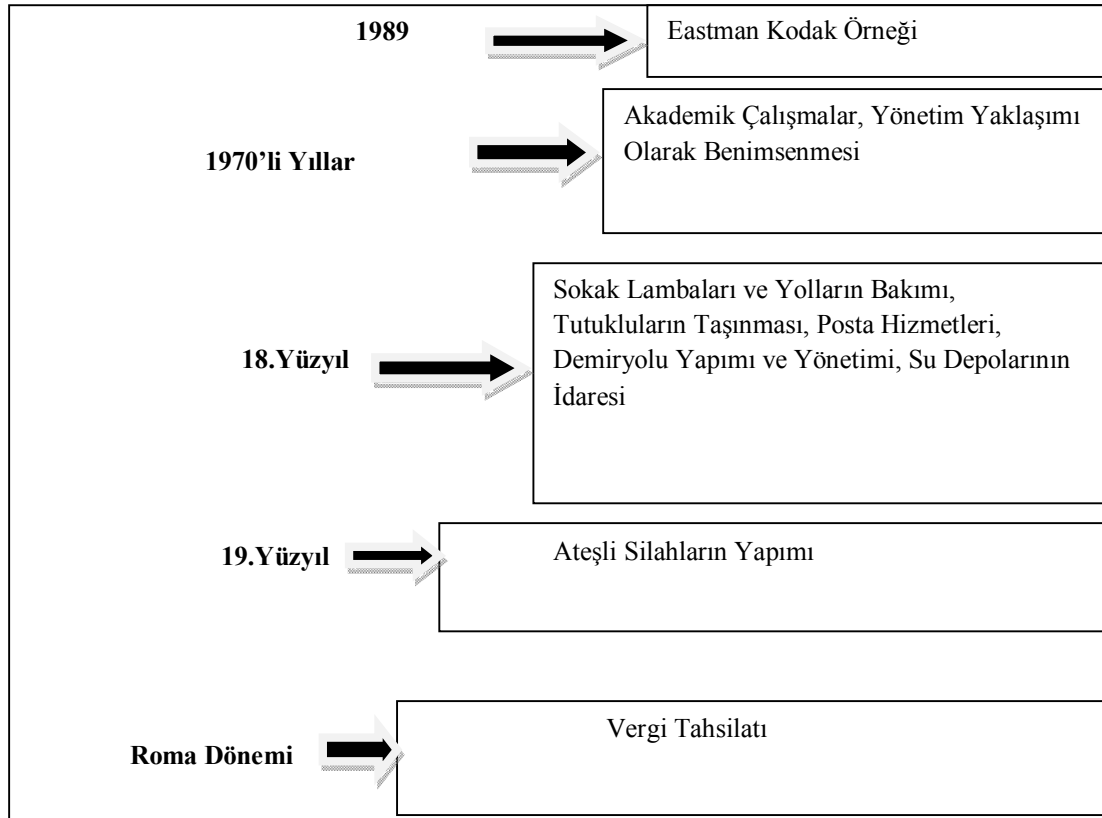 1989
Eastman Kodak Örneği
1970’li Yıllar
Akademik Çalışmalar, Yönetim Yaklaşımı
Olarak Benimsenmesi
18.Yüzyıl
Sokak Lambaları ve Yolların Bakımı,
Tutukluların Taşınması, Posta Hizmetleri,
Demiryolu Yapımı ve Yönetimi, Su Depolarının
İdaresi
19.Yüzyıl
Ateşli Silahların Yapımı
Roma Dönemi
Vergi Tahsilatı